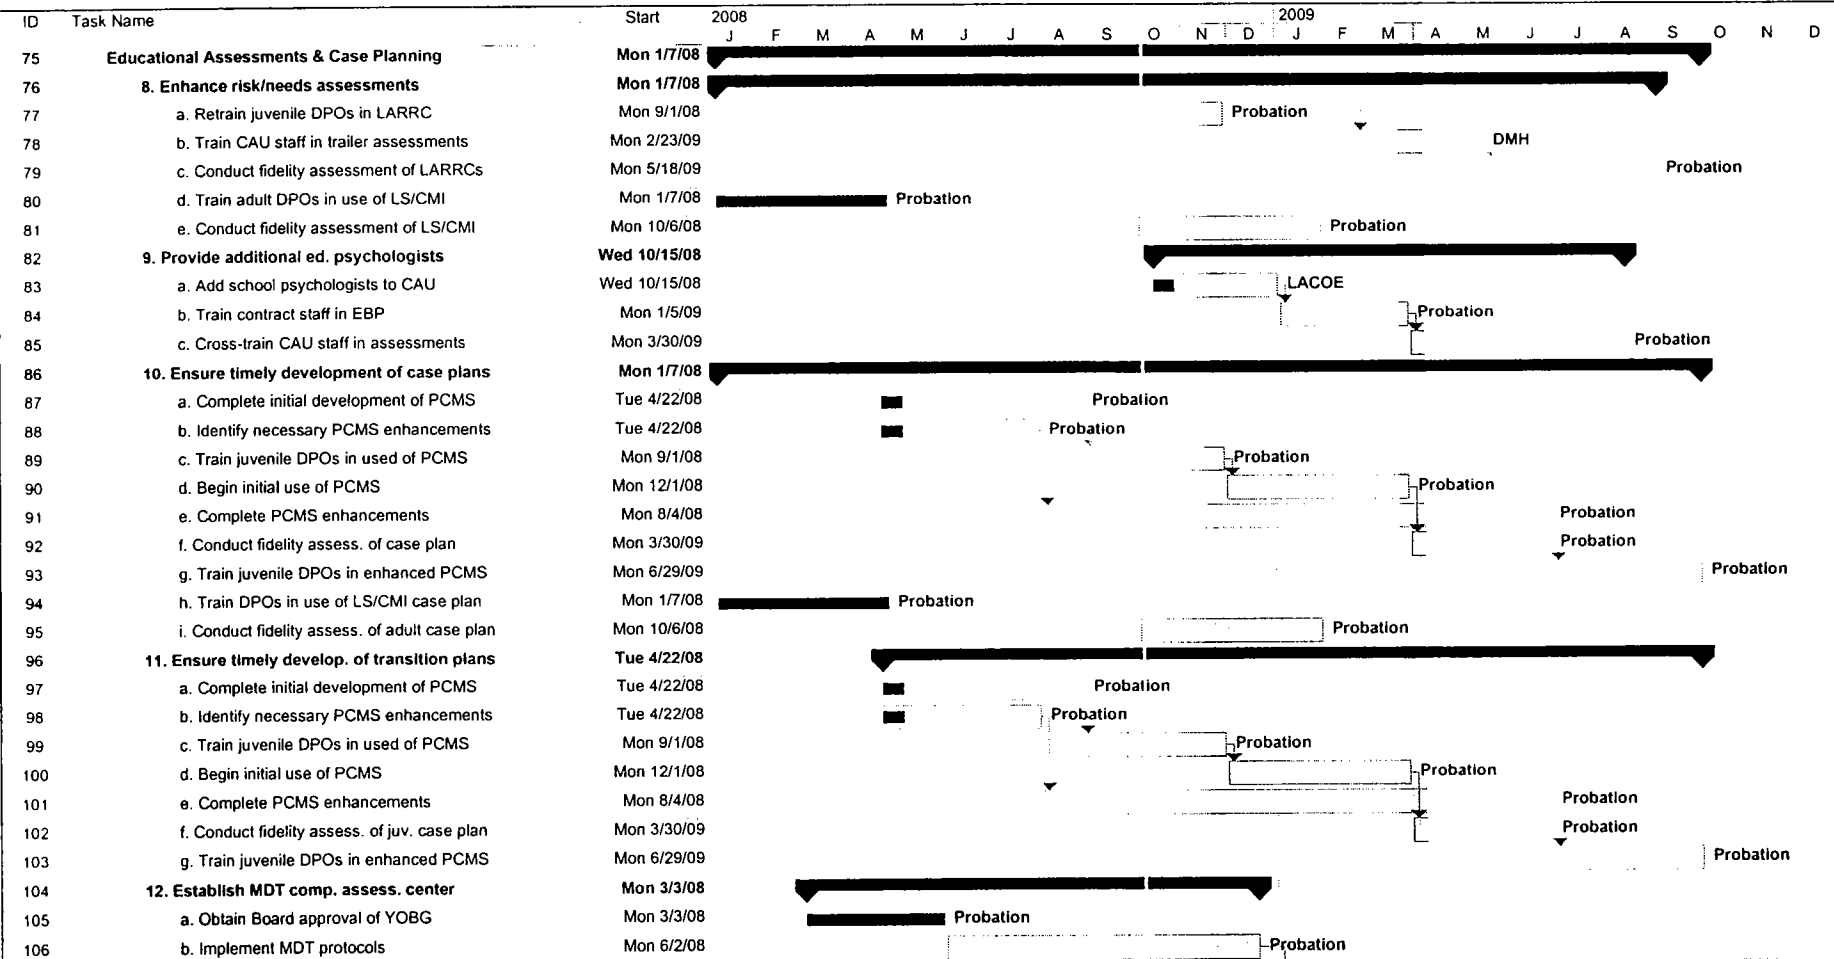 ID Task Name Start 2008 2009
J F M A M J J A S O N D J F M A M J J A S O N D
75 Educational Assessments & Case Planning Mon 1/7/08
76 8. Enhance risk/needs assessments Mon 1/7/08
77 a. Retrain juvenile DPOs in LARRC Mon 9/1/08 Probation
78 b. Train CAU staff in trailer assessments Mon 2/23/09 DMH
79 c. Conduct fidelity assessment of LARRCs Mon 5/18/09 Probation
80 d. Train adult DPOs in use of LS/CMI Mon 1/7/08 Probation
81 e. Conduct fidelity assessment of LS/CMI Mon 10/6/08 Probation
82 9. Provide additional ed. psychologists Wed 10/15/08
83 a. Add school psychologists to CAU Wed 10/15/08 LACOE
84 b. Train contract staff in EBP Mon 1/5/09 Probation
85 c. Cross-train CAU staff in assessments Mon 3/30/09 Probation
86 10. Ensure timely development of case plans Mon 1/7/08
87 a. Complete initial development of PCMS Tue 4/22/08 Probation
88 b. Identify necessary PCMS enhancements Tue 4/22/08 Probation
89 c. Train juvenile DPOs in used of PCMS Mon 9/1/08 Probation
90 d. Begin initial use of PCMS Mon 12/1/08 Probation
91 e. Complete PCMS enhancements Mon 8/4/08 Probation
92 f. Conduct fidelity assess. of case plan Mon 3/30/09 Probation
93 g. Train juvenile DPOs in enhanced PCMS Mon 6/29/09 Probation
94 h. Train DPOs in use of LS/CMI case plan Mon 1/7/08 Probation
95 i. Conduct fidelity assess. of adult case plan Mon 10/6/08 Probation
96 11. Ensure timely develop. of transition plans Tue 4/22/08
97 a. Complete initial development of PCMS Tue 4/22/08 Probation
98 b. Identify necessary PCMS enhancements Tue 4/22/08 Probation
99 c. Train juvenile DPOs in used of PCMS Mon 9/1/08 Probation
100 d. Begin initial use of PCMS Mon 12/1/08 Probation
101 e. Complete PCMS enhancements Mon 8/4/08 Probation
102 f. Conduct fidelity assess. of juv. case plan Mon 3/30/09 Probation
103 g. Train juvenile DPOs in enhanced PCMS Mon 6/29/09 Probation
104 12. Establish MDT comp. assess. center Mon 3/3/08
105 a. Obtain Board approval of YOBG Mon 3/3/08 Probation
106 b. Implement MDT protocols Mon 6/2/08 Probation